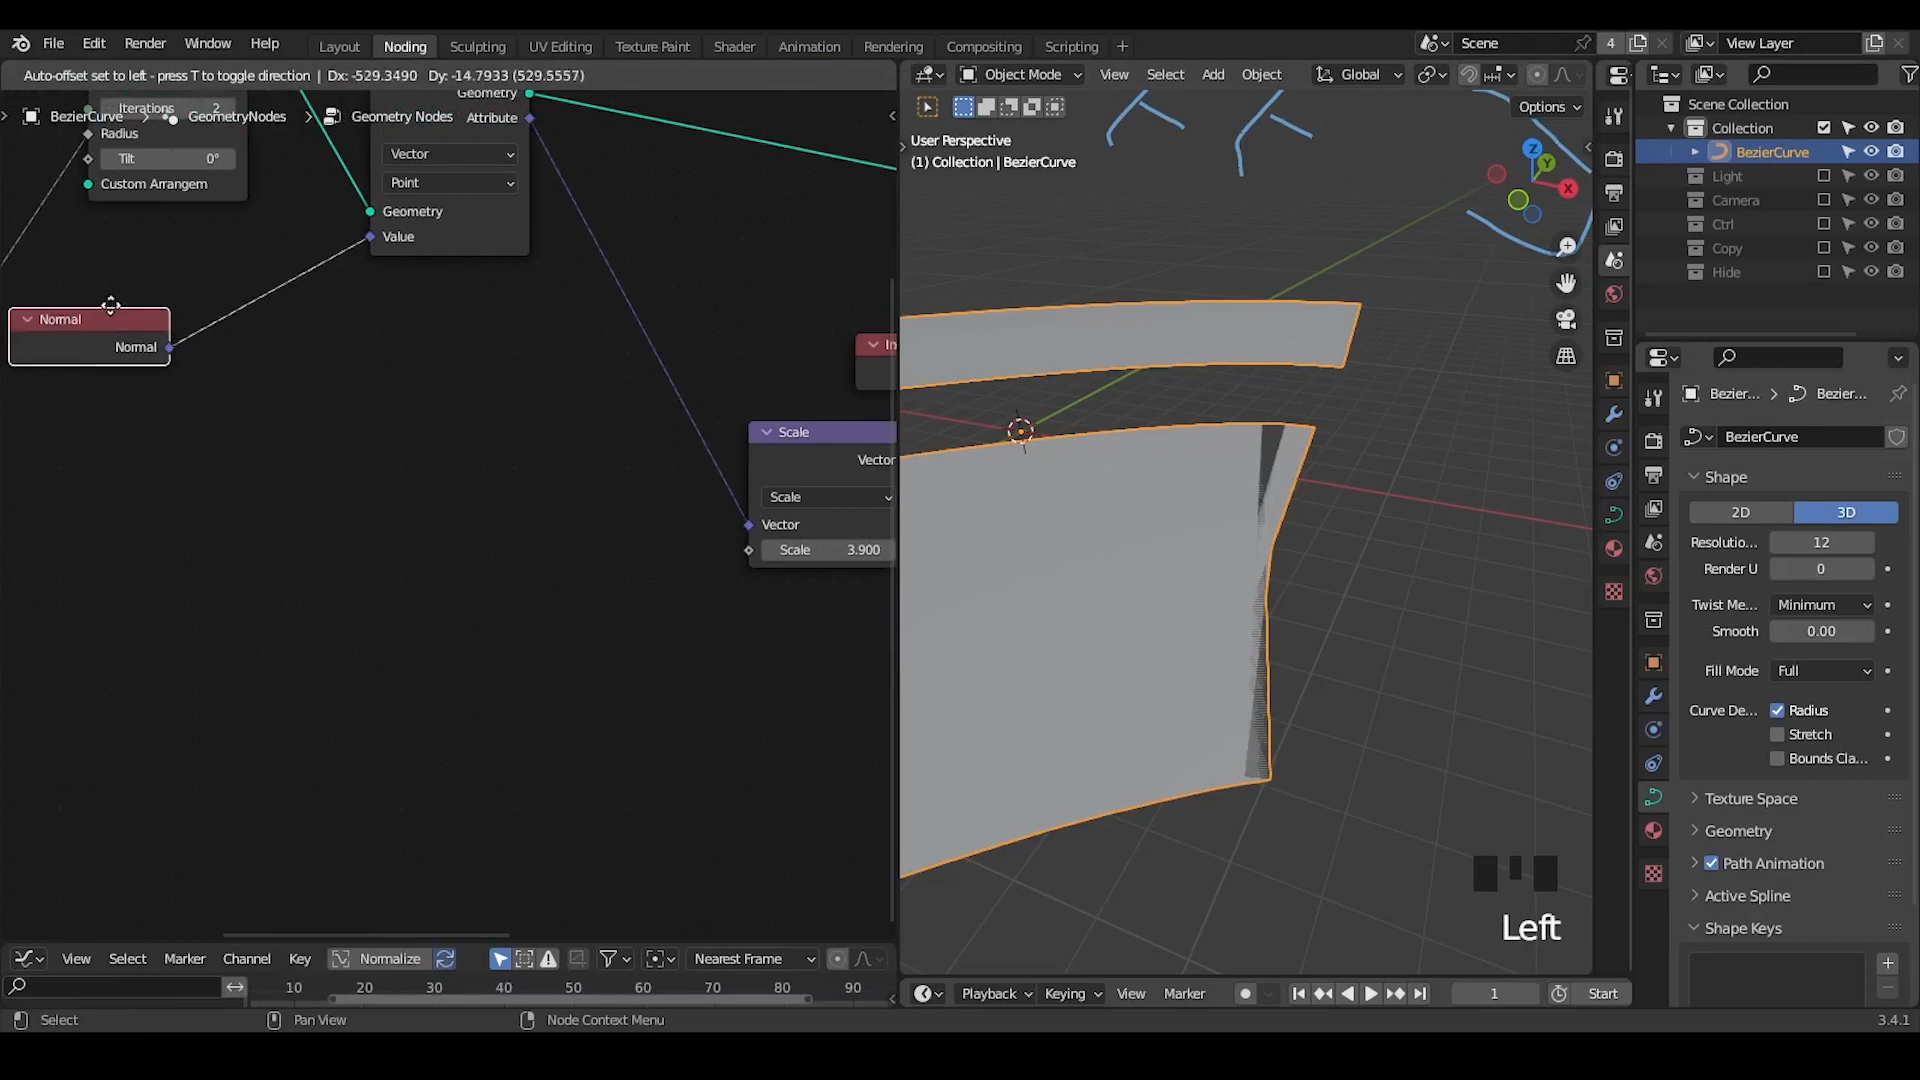 File Edit Render Window Help
Layout Noding Sculpting UV Editing Texture Paint Shader Animation Rendering Compositing Scripting +
Scene 4 View Layer
Auto-offset set to left - press T to toggle direction | Dx: -529.3490 Dy: -14.7933 (529.5557)
Object Mode View Select Add Object Global
BezierCurve > GeometryNodes > Geometry Nodes
Iterations 2
Radius
Tilt 0°
Custom Arrangem
Geometry
Attribute
Vector
Point
Geometry
Value
Normal
Normal
In
Scale
Vector
Scale
Vector
Scale 3.900
Options
User Perspective
(1) Collection | BezierCurve
Z
Y
X
Left
Scene Collection
Collection
BezierCurve
Light
Camera
Ctrl
Copy
Hide
Bezier... > Bezier...
BezierCurve
Shape
2D 3D
Resolutio... 12
Render U 0
Twist Me... Minimum
Smooth 0.00
Fill Mode Full
Curve De... Radius
Stretch
Bounds Cla...
Texture Space
Geometry
Path Animation
Active Spline
Shape Keys
View Select Marker Channel Key Normalize Nearest Frame
10 20 30 40 50 60 70 80 90
Playback Keying View Marker 1 Start
Select Pan View Node Context Menu 3.4.1